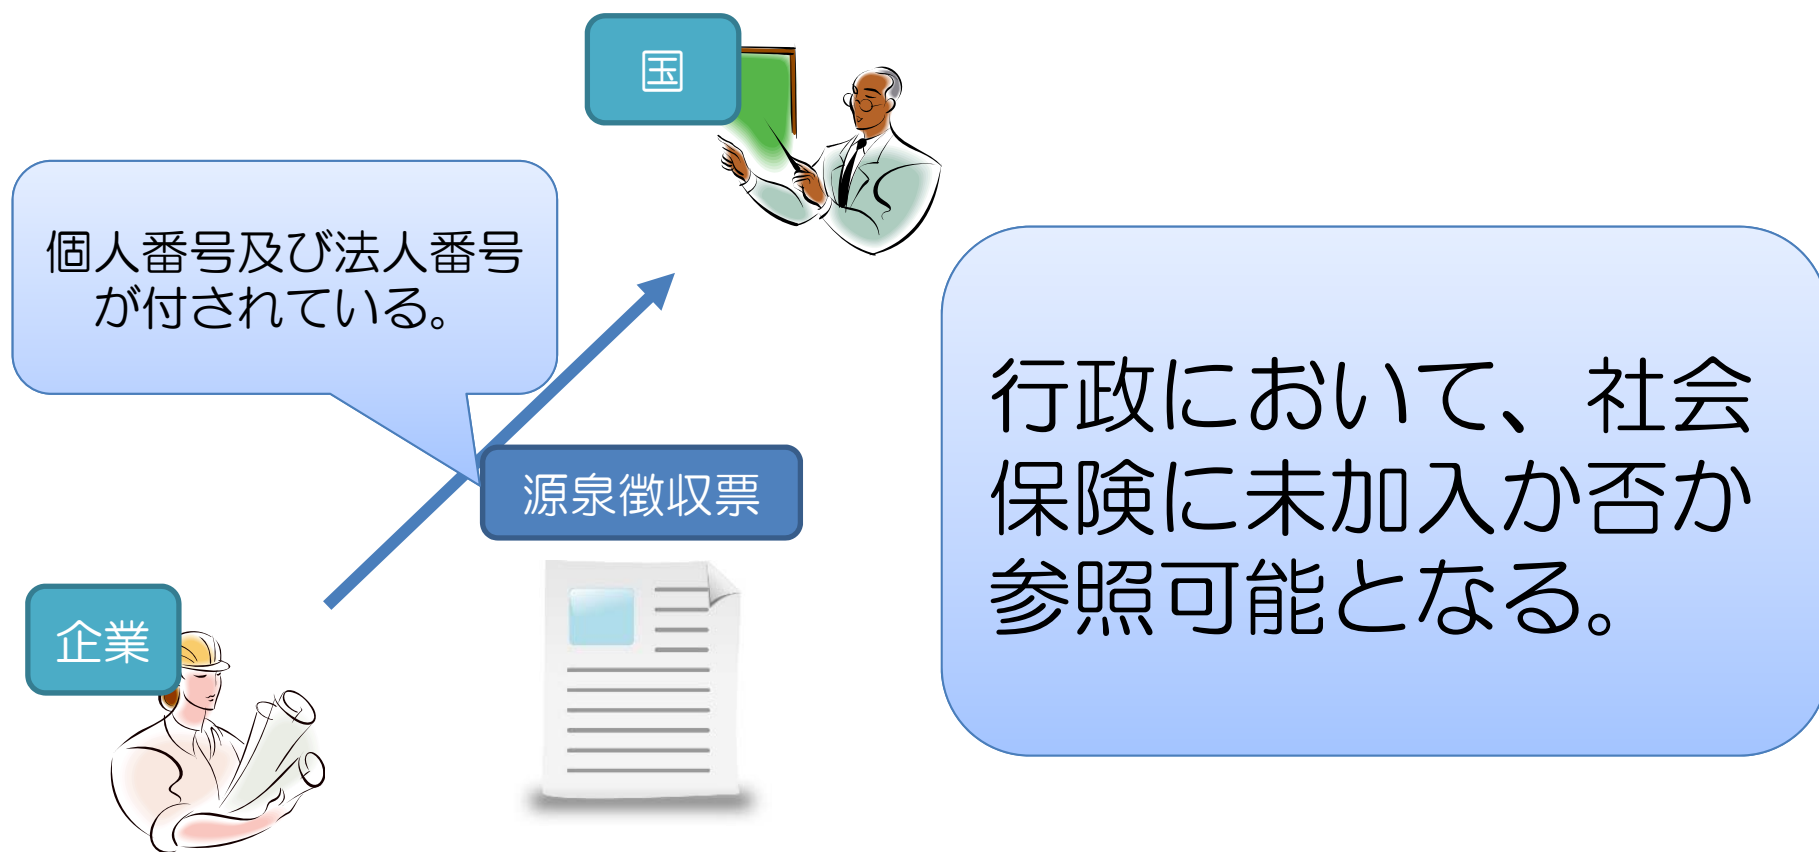 国
個人番号及び法人番号
が付されている。
源泉徴収票
企業
行政において、社会
保険に未加入か否か
参照可能となる。